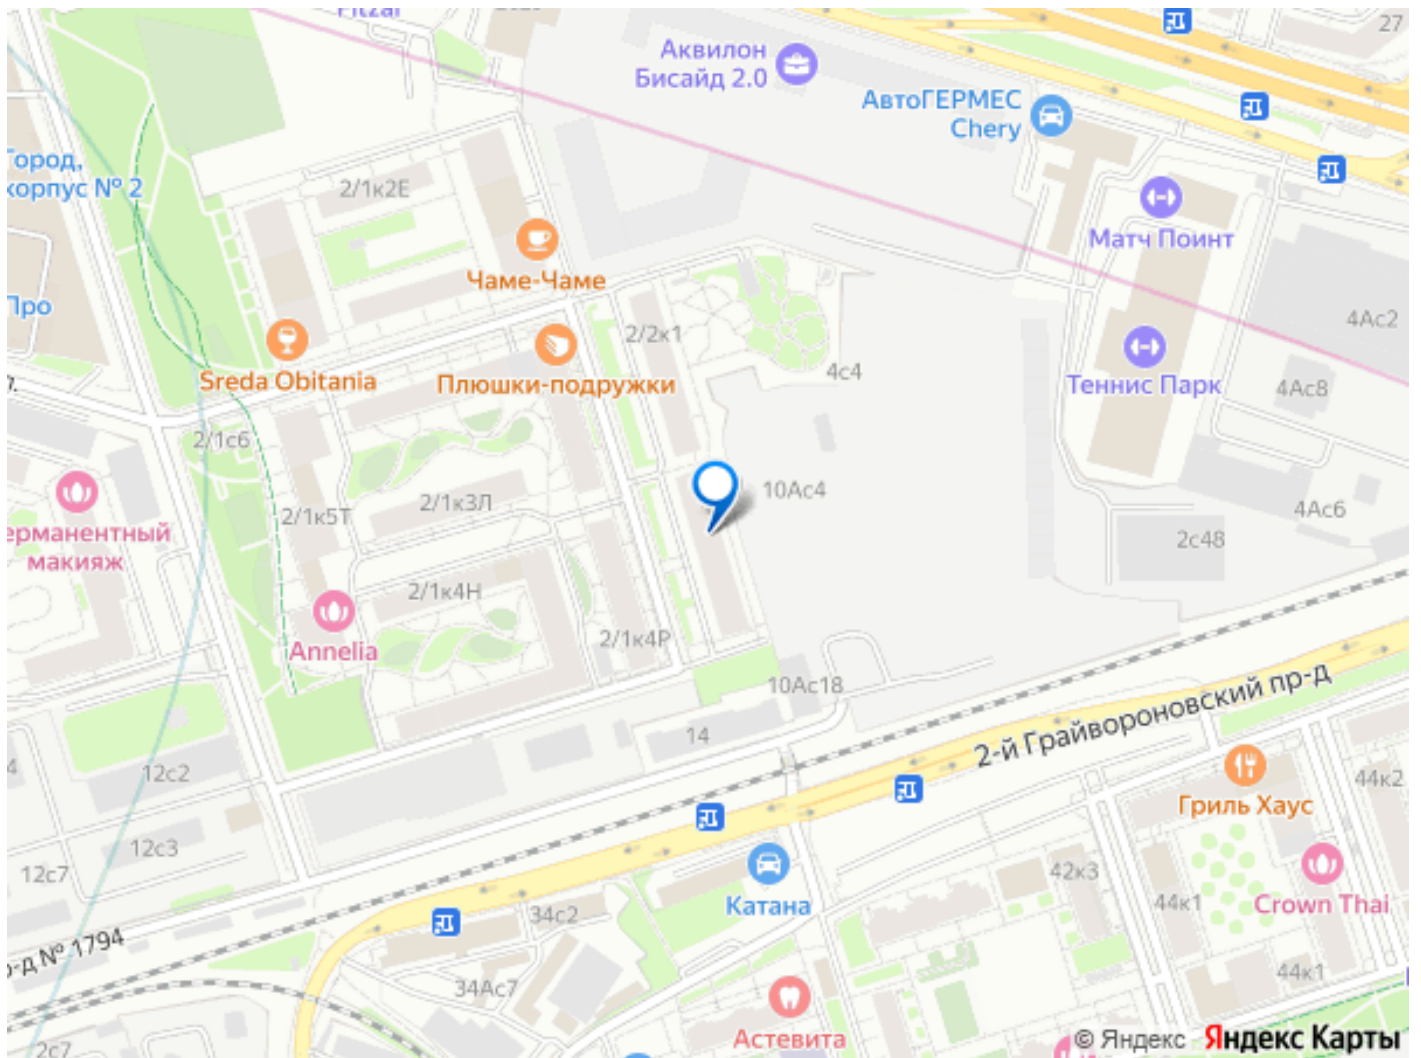 Fitzal
27
Аквилон
Бисайд 2.0
АвтоГЕРМЕС
Chery
Город,
корпус № 2
2/1к2Е
Матч Поинт
Чаме-Чаме
Про
2/2к1
4Ас2
Sreda Obitania
Плюшки-подружки
4с4
Теннис Парк
4Ас8
2/1с6
2/1к3Л
10Ас4
2/1к5Т
4Ас6
ерманентный
макияж
2с48
2/1к4Н
Annelia
2/1к4Р
10Ас18
2-й Грайвороновский пр-д
14
12с2
Гриль Хаус
44к2
12с3
12с7
42к3
Катана
44к1
Crown Thai
34с2
р-д № 1794
34Ас7
44к1
Астевита
2с7
© Яндекс Яндекс Карты